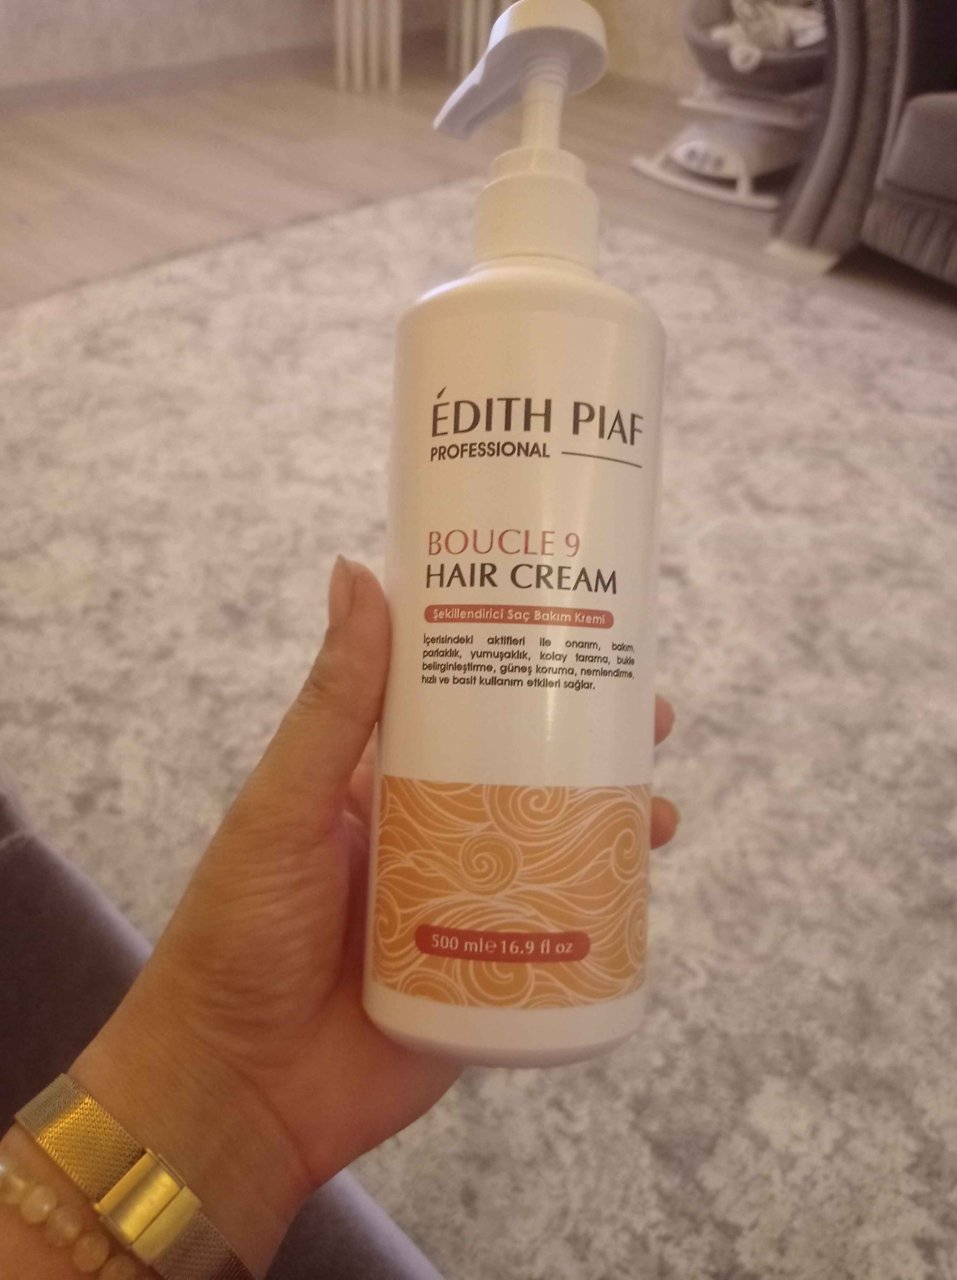 ÉDITH PIAF
PROFESSIONAL
BOUCLE 9
HAIR CREAM
Şekillendirici Saç Bakım Kremi
İçerisindeki aktifleri ile onarım, bakım,
parlaklık, yumuşaklık, kolay tarama, bukle
belirginleştirme, güneş koruma, nemlendirme,
hızlı ve basit kullanım etkileri sağlar.
500 ml℮16.9 fl oz